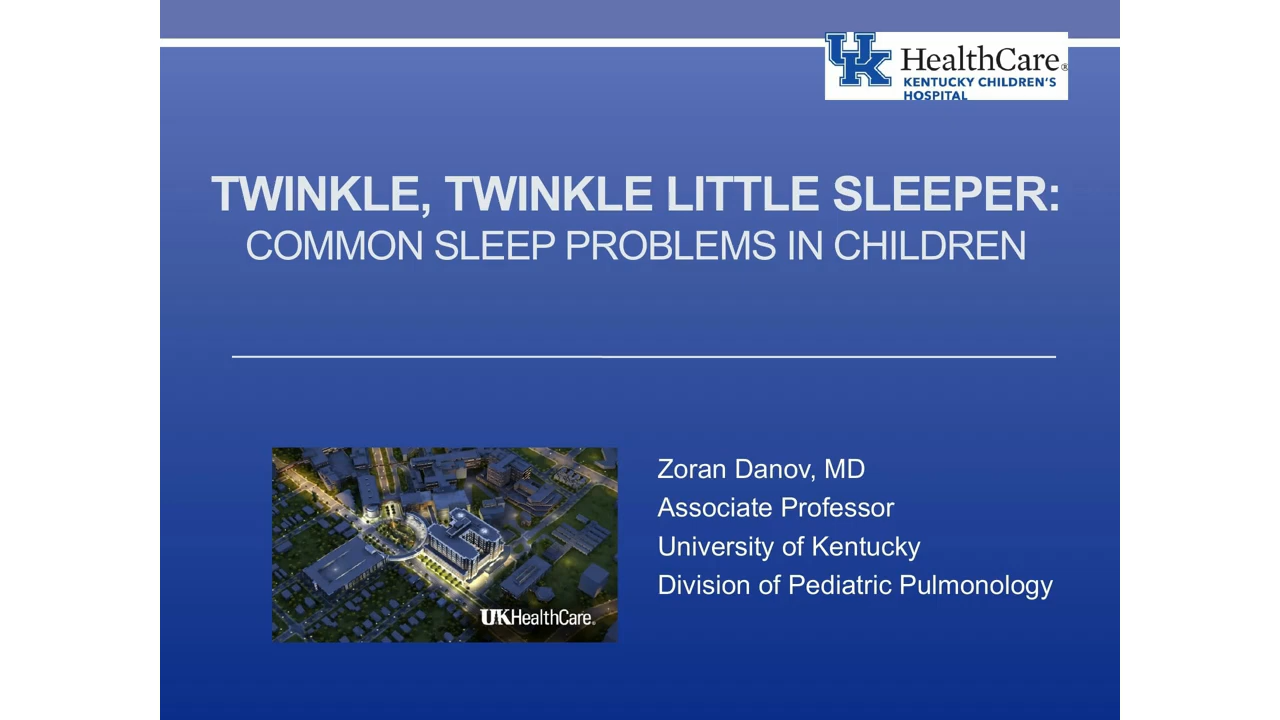 UK HealthCare®
KENTUCKY CHILDREN'S
HOSPITAL
TWINKLE, TWINKLE LITTLE SLEEPER:
COMMON SLEEP PROBLEMS IN CHILDREN
Zoran Danov, MD
Associate Professor
University of Kentucky
Division of Pediatric Pulmonology
UKHealthCare®